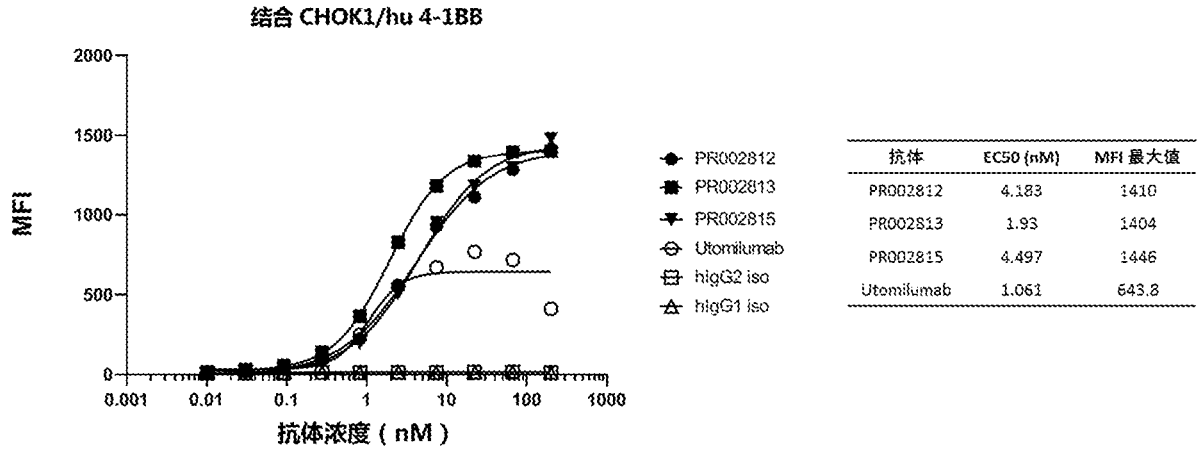 结合 CHOK1/hu 4-1BB
2000
1500
1000
500
0
MFI
0.001 0.01 0.1 1 10 100 1000
抗体浓度（nM）
PR002812
PR002813
PR002815
Utomilumab
hIgG2 iso
hIgG1 iso
抗体 EC50 (nM) MFI 最大值
PR002812 4.183 1410
PR002813 1.93 1404
PR002815 4.497 1446
Utomilumab 1.061 643.8